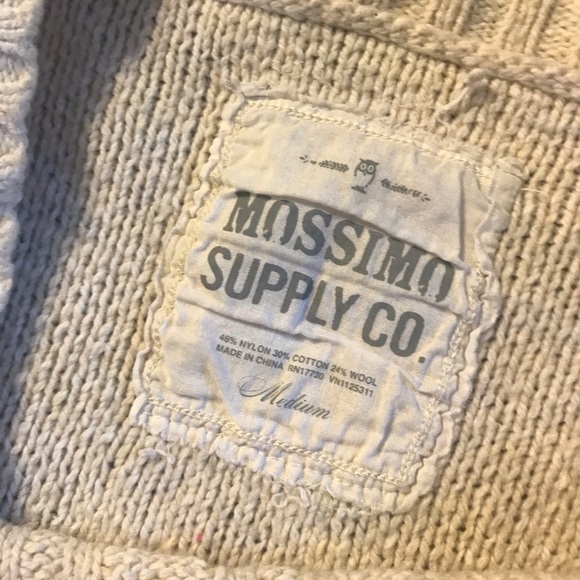 MOSSIMO
SUPPLY CO.
46% NYLON 30% COTTON 24% WOOL
MADE IN CHINA RN17730 VN1125311
Medium